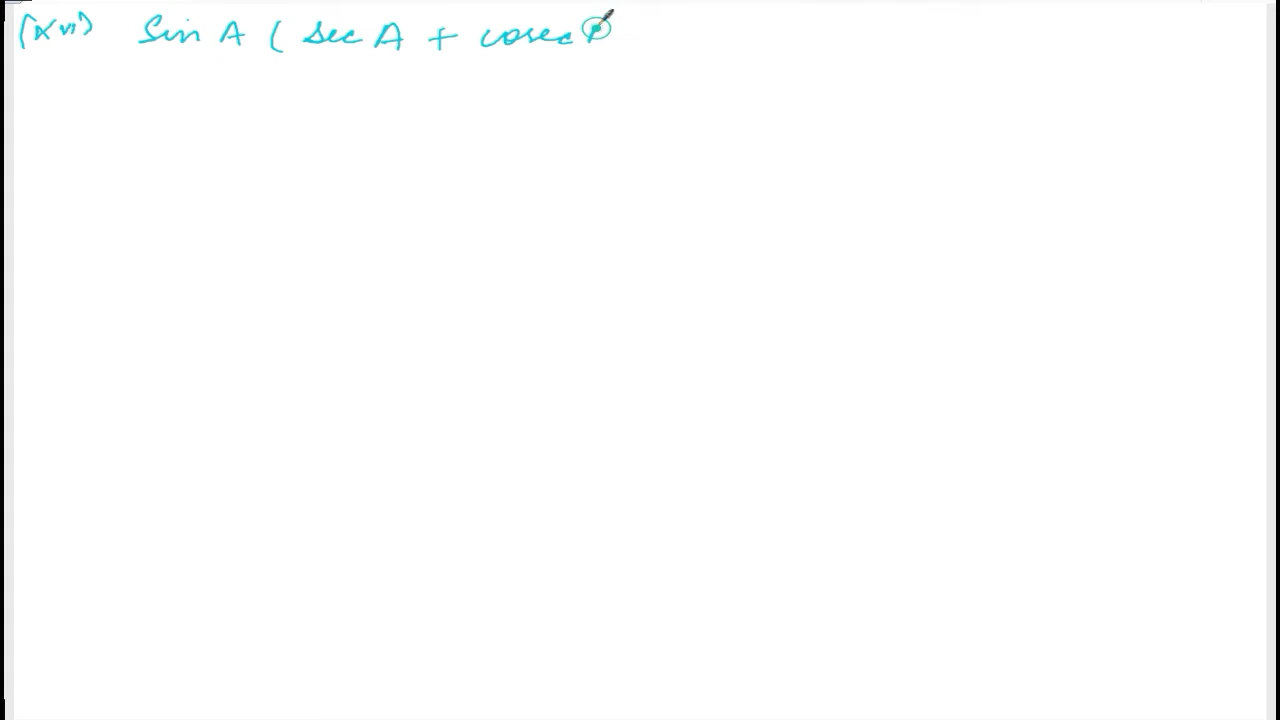 (xvi) Sin A ( sec A + cosec